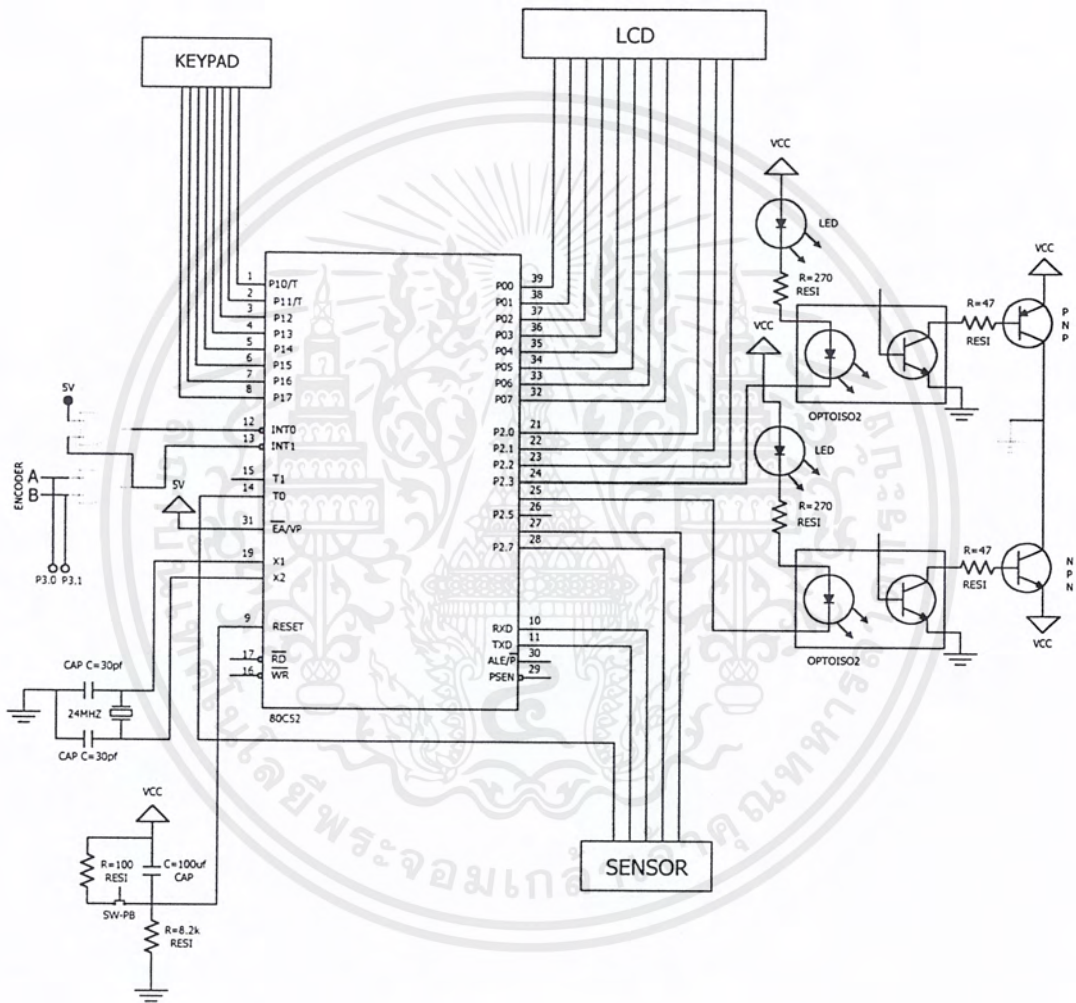 KEYPAD
LCD
VCC
LED
R=270
RESI
VCC
OPTOISO2
R=47
RESI
VCC
PNP
LED
R=270
RESI
OPTOISO2
R=47
RESI
NPN
VCC
1 P10/T
2 P11/T
3 P12
4 P13
5 P14
6 P15
7 P16
8 P17
12 INT0
13 INT1
15 T1
14 T0
31 EA/VP
19 X1
X2
9 RESET
17 RD
16 WR
80C52
P00 39
P01 38
P02 37
P03 36
P04 35
P05 34
P06 33
P07 32
P2.0 21
P2.1 22
P2.2 23
P2.3 24
25
P2.5 26
27
P2.7 28
RXD 10
TXD 11
ALE/P 30
PSEN 29
5V
ENCODER
A
B
P3.0 P3.1
5V
CAP C=30pf
24MHZ
CAP C=30pf
VCC
R=100
RESI
C=100uf
CAP
SW-PB
R=8.2k
RESI
SENSOR